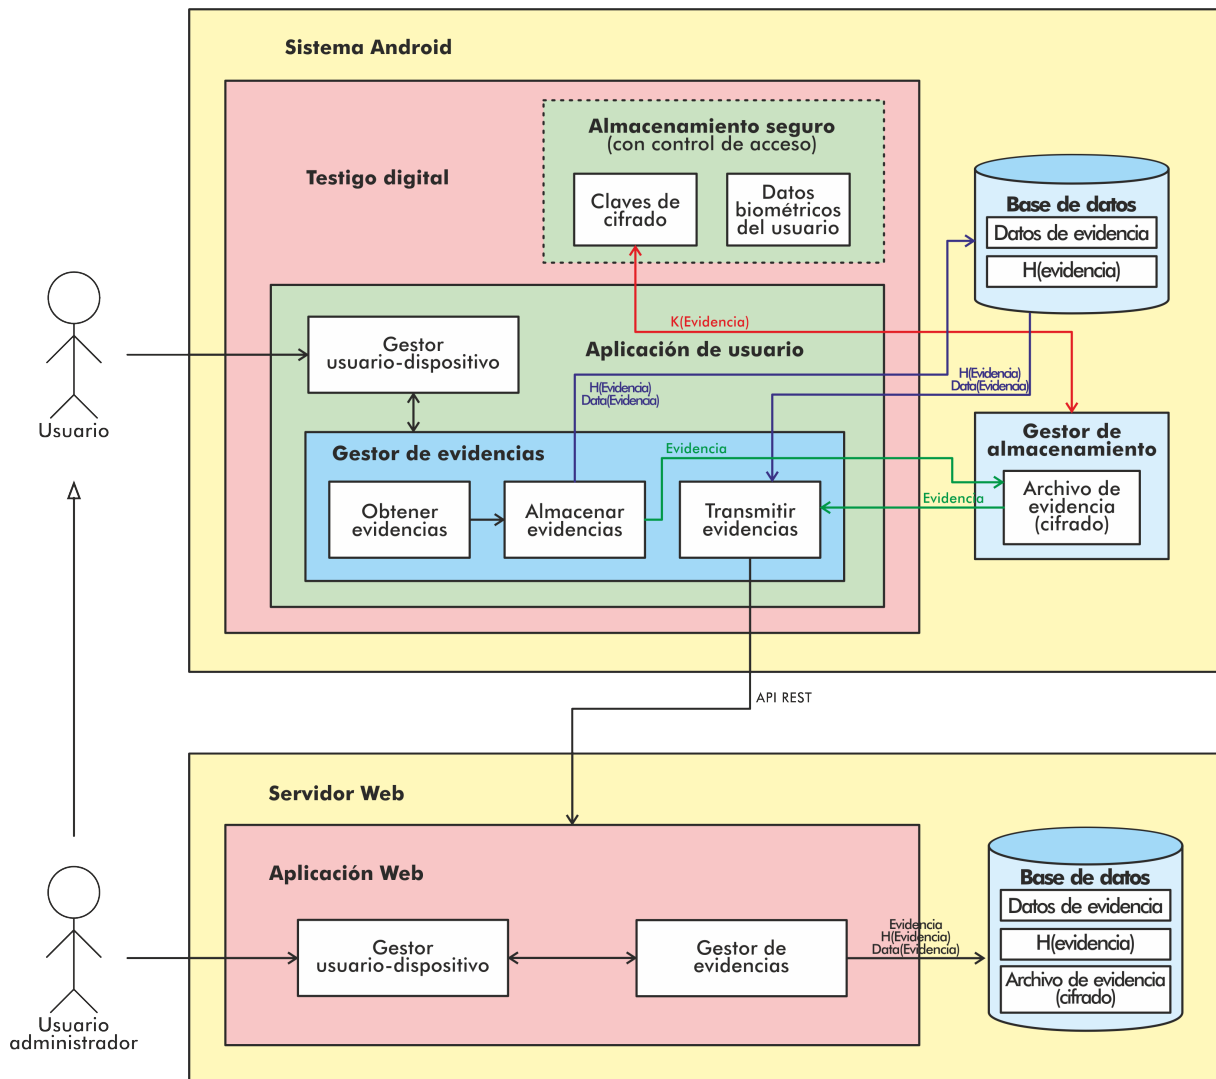 Sistema Android
Almacenamiento seguro
(con control de acceso)
Testigo digital
Claves de
cifrado
Datos
biométricos
del usuario
Base de datos
Datos de evidencia
H(evidencia)
K(Evidencia)
Gestor
usuario-dispositivo
Aplicación de usuario
H(Evidencia)
Data(Evidencia)
H(Evidencia)
Data(Evidencia)
Usuario
Gestor de evidencias
Evidencia
Gestor de
almacenamiento
Obtener
evidencias
Almacenar
evidencias
Transmitir
evidencias
Evidencia
Archivo de
evidencia
(cifrado)
API REST
Servidor Web
Aplicación Web
Base de datos
Datos de evidencia
H(evidencia)
Archivo de evidencia
(cifrado)
Gestor
usuario-dispositivo
Gestor de
evidencias
Evidencia
H(Evidencia)
Data(Evidencia)
Usuario
administrador